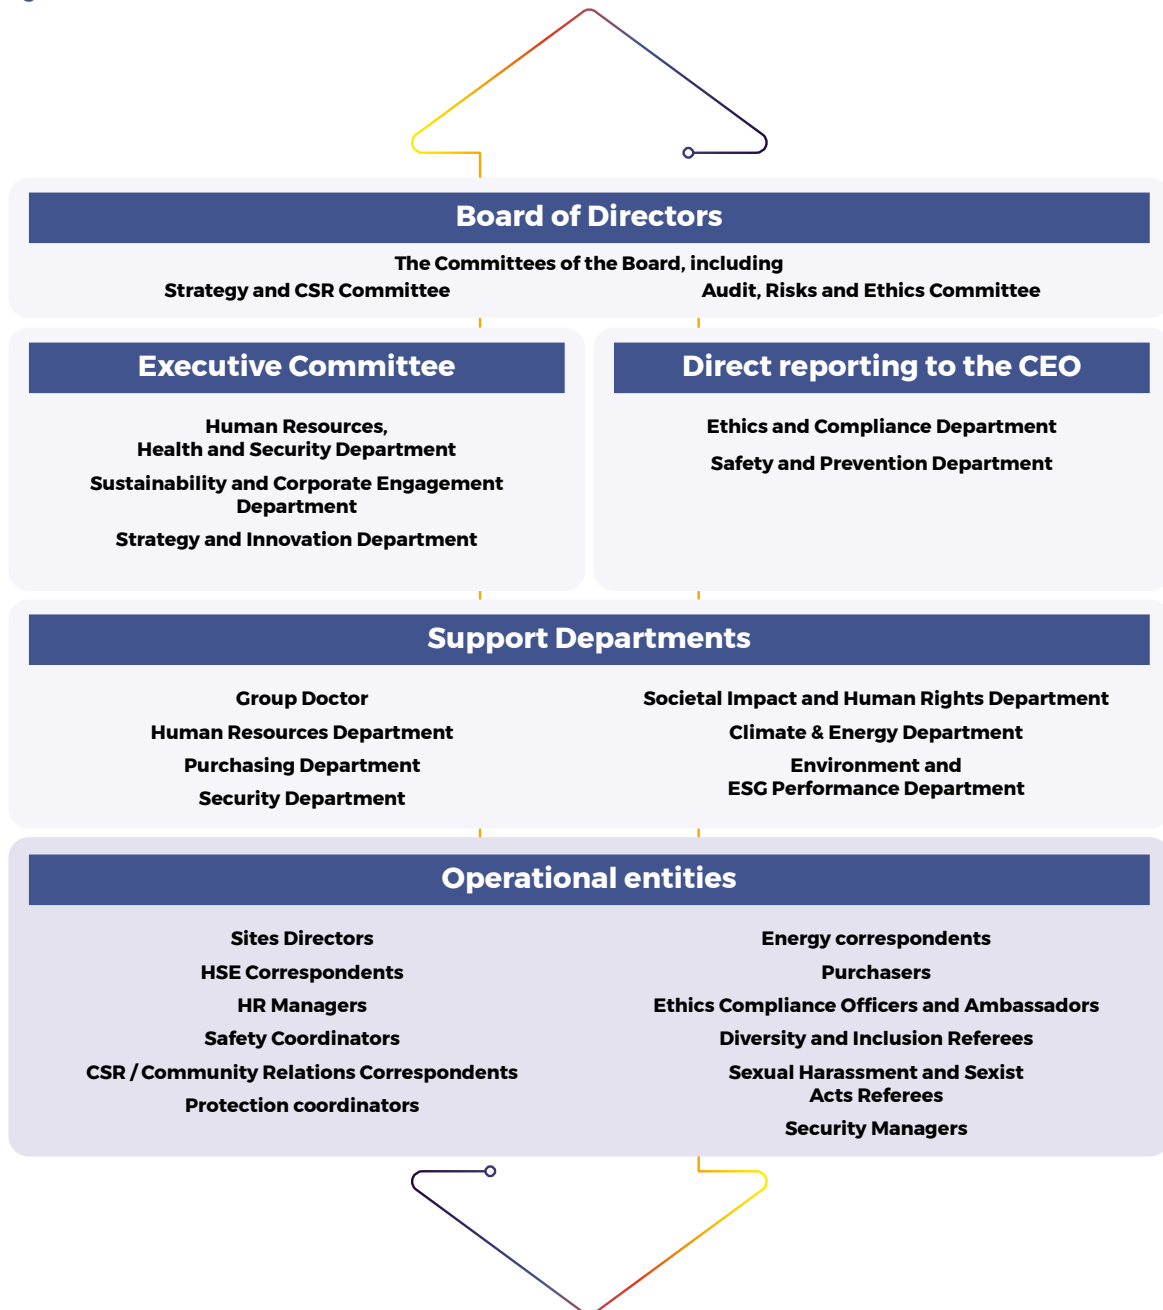 Board of Directors
The Committees of the Board, including
Strategy and CSR Committee
Audit, Risks and Ethics Committee
Executive Committee
Human Resources,
Health and Security Department
Sustainability and Corporate Engagement
Department
Strategy and Innovation Department
Direct reporting to the CEO
Ethics and Compliance Department
Safety and Prevention Department
Support Departments
Group Doctor
Human Resources Department
Purchasing Department
Security Department
Societal Impact and Human Rights Department
Climate & Energy Department
Environment and
ESG Performance Department
Operational entities
Sites Directors
HSE Correspondents
HR Managers
Safety Coordinators
CSR / Community Relations Correspondents
Protection coordinators
Energy correspondents
Purchasers
Ethics Compliance Officers and Ambassadors
Diversity and Inclusion Referees
Sexual Harassment and Sexist
Acts Referees
Security Managers